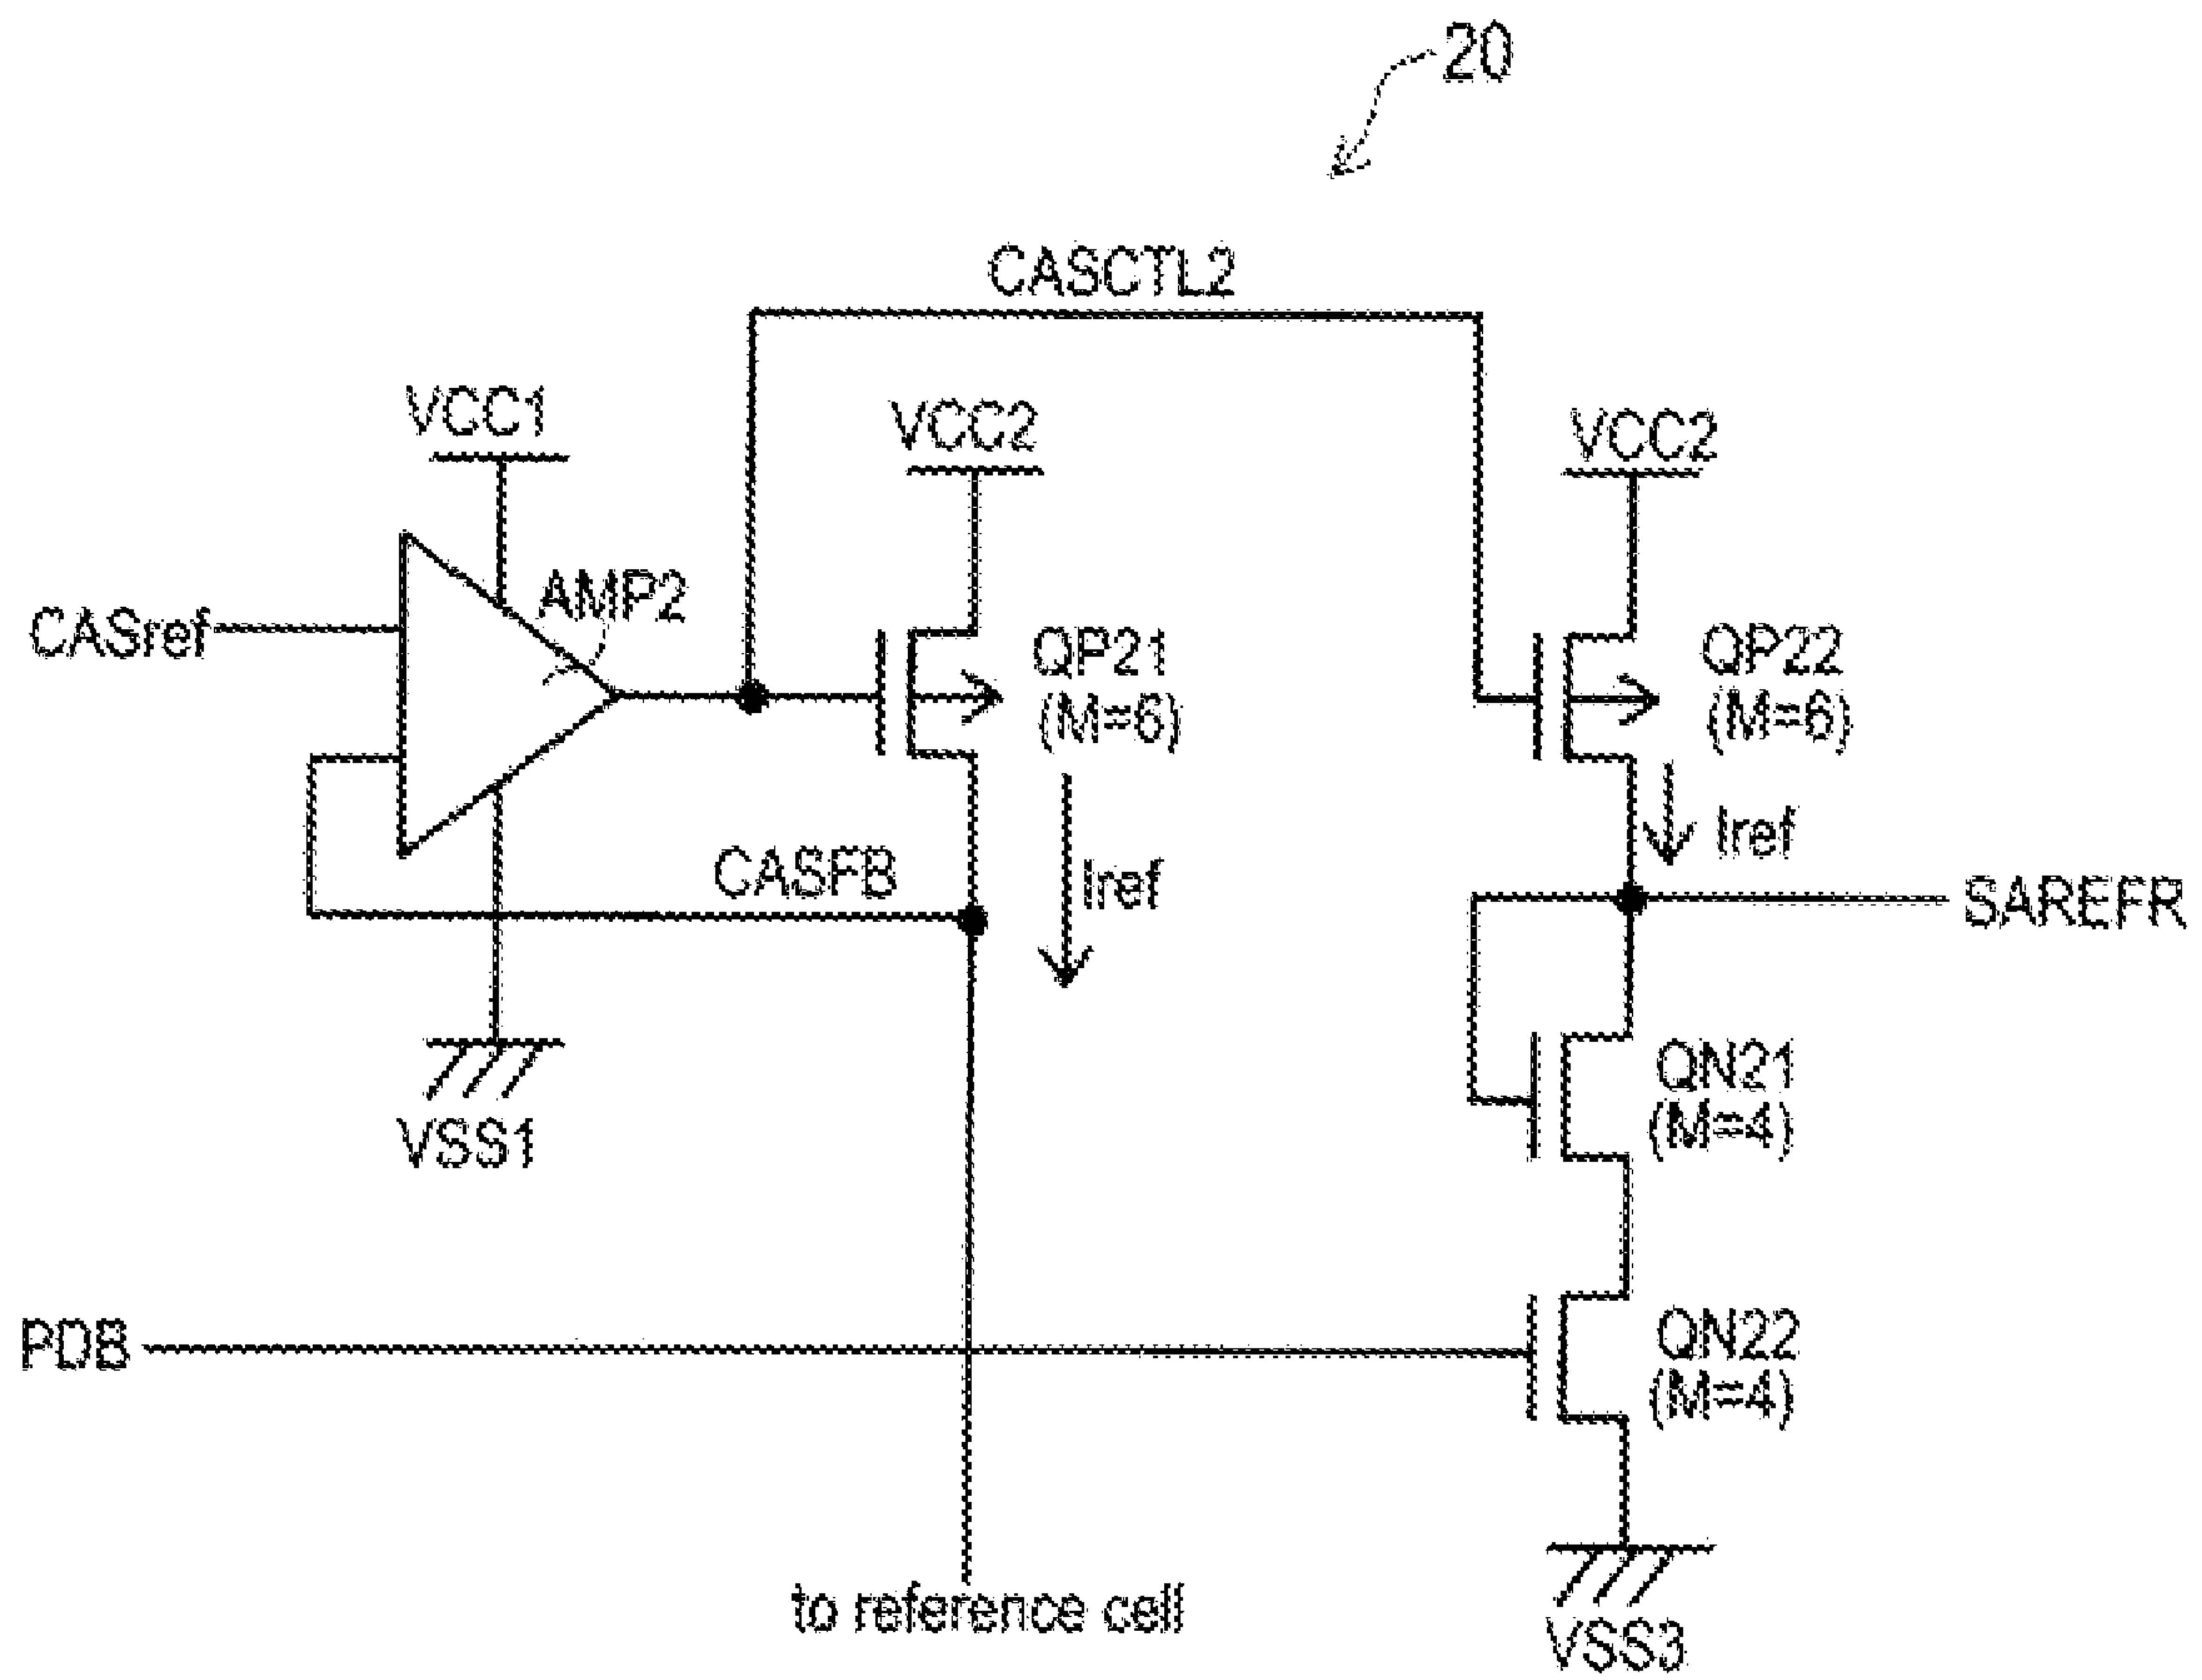 20
CASCTL2
VCC1
VCC2
VCC2
CASref
AMP2
QP21
(M=6)
QP22
(M=6)
CASFB
Iref
Iref
SAREFR
VSS1
QN21
(M=4)
PDB
QN22
(M=4)
to reference cell
VSS3